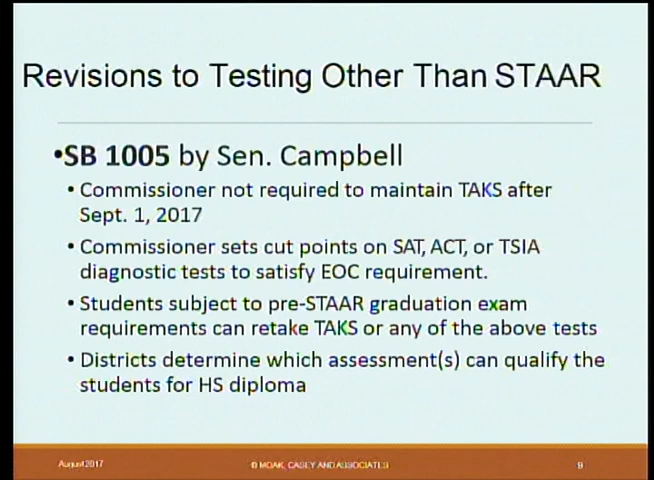 Revisions to Testing Other Than STAAR
•SB 1005 by Sen. Campbell
• Commissioner not required to maintain TAKS after
Sept. 1, 2017
• Commissioner sets cut points on SAT, ACT, or TSIA
diagnostic tests to satisfy EOC requirement.
• Students subject to pre-STAAR graduation exam
requirements can retake TAKS or any of the above tests
• Districts determine which assessment(s) can qualify the
students for HS diploma
August 2017
© MOAK, CASEY AND ASSOCIATES
9